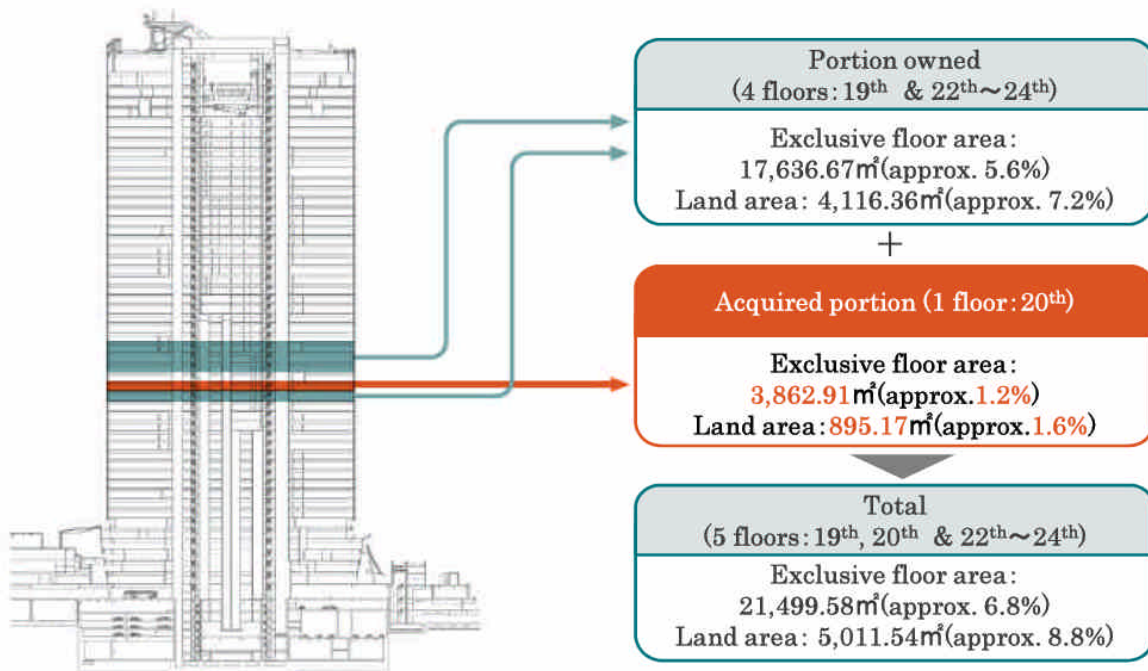 Portion owned
(4 floors: 19th & 22th～24th)
Exclusive floor area:
17,636.67㎡(approx. 5.6%)
Land area: 4,116.36㎡(approx. 7.2%)
+
Acquired portion (1 floor: 20th)
Exclusive floor area:
3,862.91㎡(approx.1.2%)
Land area: 895.17㎡(approx.1.6%)
Total
(5 floors: 19th, 20th & 22th～24th)
Exclusive floor area:
21,499.58㎡(approx. 6.8%)
Land area: 5,011.54㎡(approx. 8.8%)